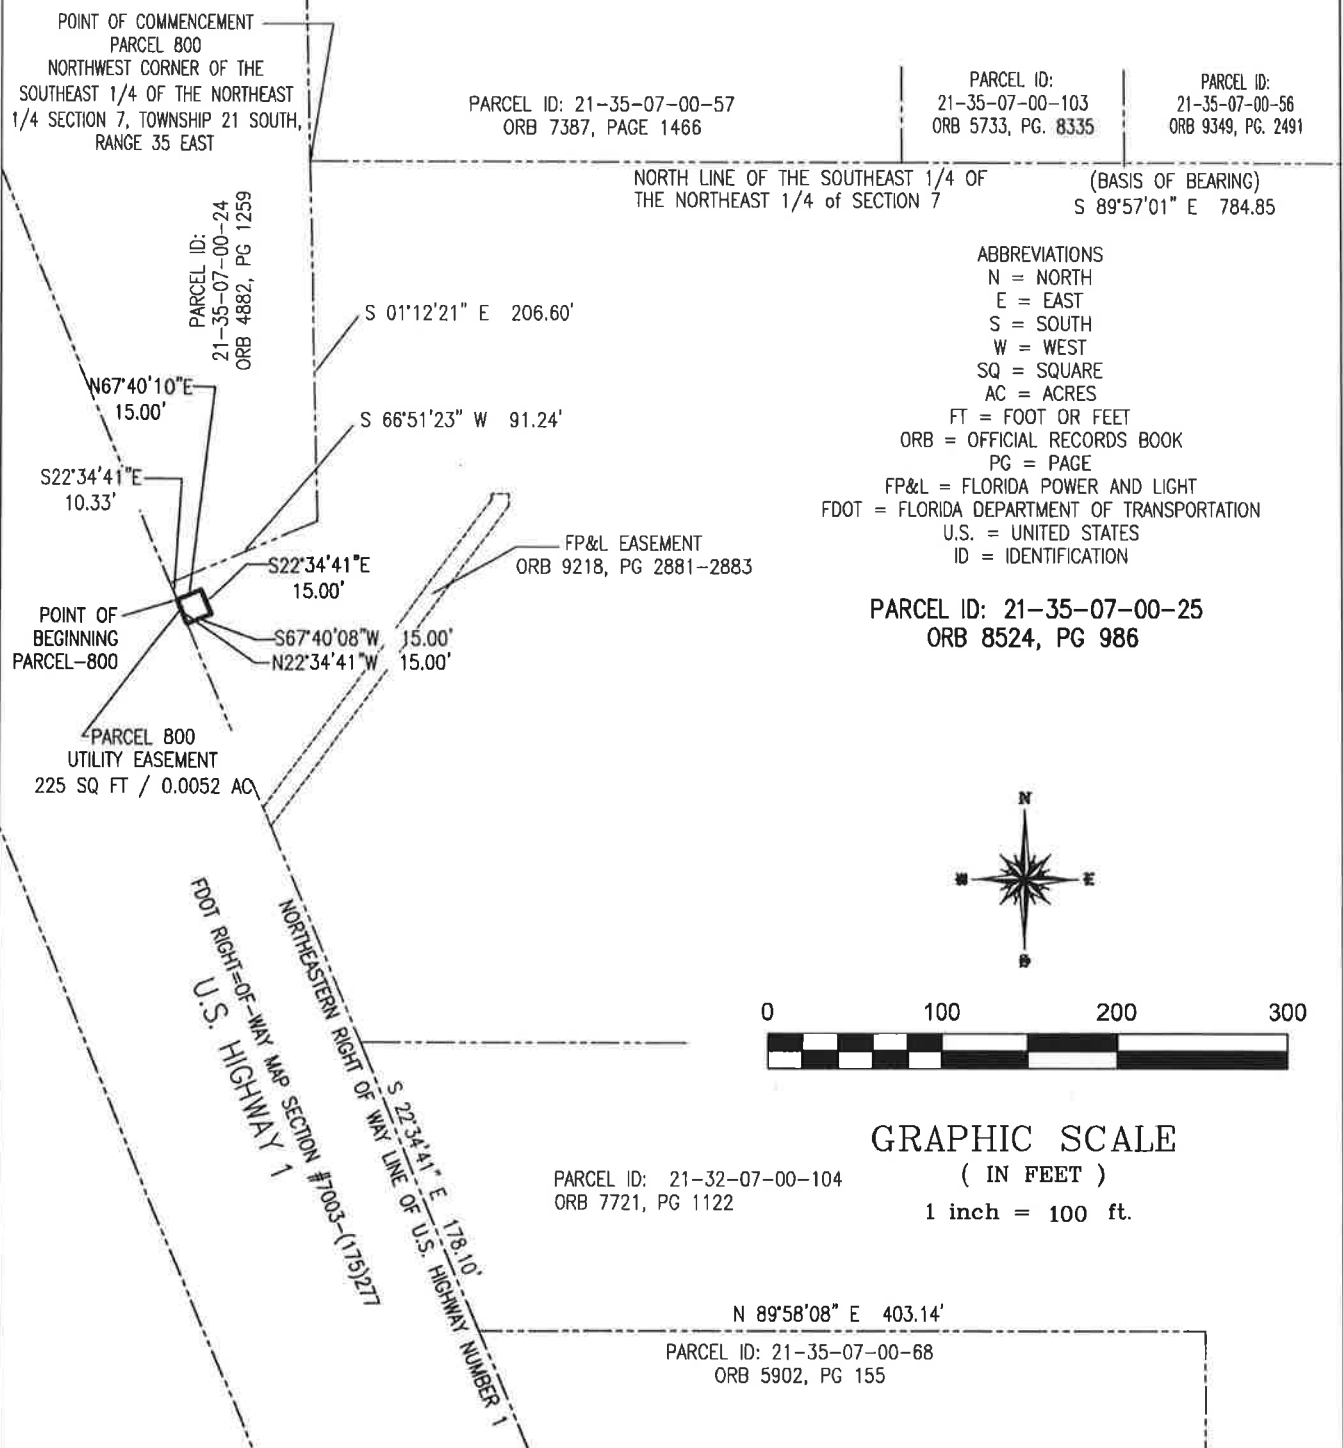 POINT OF COMMENCEMENT
PARCEL 800
NORTHWEST CORNER OF THE
SOUTHEAST 1/4 OF THE NORTHEAST
1/4 SECTION 7, TOWNSHIP 21 SOUTH,
RANGE 35 EAST
PARCEL ID: 21-35-07-00-57
ORB 7387, PAGE 1466
PARCEL ID:
21-35-07-00-103
ORB 5733, PG. 8335
PARCEL ID:
21-35-07-00-56
ORB 9349, PG. 2491
NORTH LINE OF THE SOUTHEAST 1/4 OF
THE NORTHEAST 1/4 of SECTION 7
(BASIS OF BEARING)
S 89°57'01" E 784.85
PARCEL ID:
21-35-07-00-24
ORB 4882, PG 1259
S 01°12'21" E 206.60'
N67°40'10"E
15.00'
S 66°51'23" W 91.24'
S22°34'41"E
10.33'
S22°34'41"E
15.00'
FP&L EASEMENT
ORB 9218, PG 2881-2883
POINT OF
BEGINNING
PARCEL-800
S67°40'08"W 15.00'
N22°34'41"W 15.00'
PARCEL 800
UTILITY EASEMENT
225 SQ FT / 0.0052 AC
ABBREVIATIONS
N = NORTH
E = EAST
S = SOUTH
W = WEST
SQ = SQUARE
AC = ACRES
FT = FOOT OR FEET
ORB = OFFICIAL RECORDS BOOK
PG = PAGE
FP&L = FLORIDA POWER AND LIGHT
FDOT = FLORIDA DEPARTMENT OF TRANSPORTATION
U.S. = UNITED STATES
ID = IDENTIFICATION
PARCEL ID: 21-35-07-00-25
ORB 8524, PG 986
N
W E
S
0 100 200 300
GRAPHIC SCALE
( IN FEET )
1 inch = 100 ft.
FDOT RIGHT=OF-WAY MAP SECTION #7003-(175)277
U.S. HIGHWAY 1
NORTHEASTERN RIGHT OF WAY LINE OF U.S. HIGHWAY NUMBER 1
S 22°34'41" E 178.10'
PARCEL ID: 21-32-07-00-104
ORB 7721, PG 1122
N 89°58'08" E 403.14'
PARCEL ID: 21-35-07-00-68
ORB 5902, PG 155